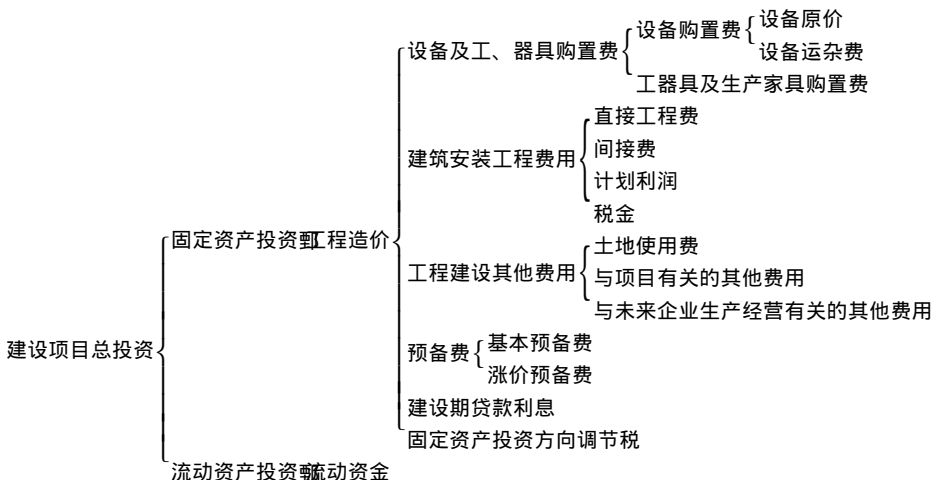 设备原价
设备购置费
设备运杂费
设备及工、器具购置费
工器具及生产家具购置费
直接工程费
间接费
建筑安装工程费用
计划利润
税金
固定资产投资 工程造价
土地使用费
工程建设其他费用
与项目有关的其他费用
与未来企业生产经营有关的其他费用
建设项目总投资
基本预备费
预备费
涨价预备费
建设期贷款利息
固定资产投资方向调节税
流动资产投资 流动资金